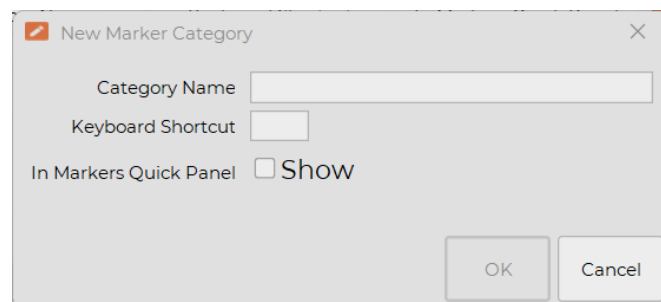 New Marker Category
Category Name
Keyboard Shortcut
In Markers Quick Panel Show
OK Cancel